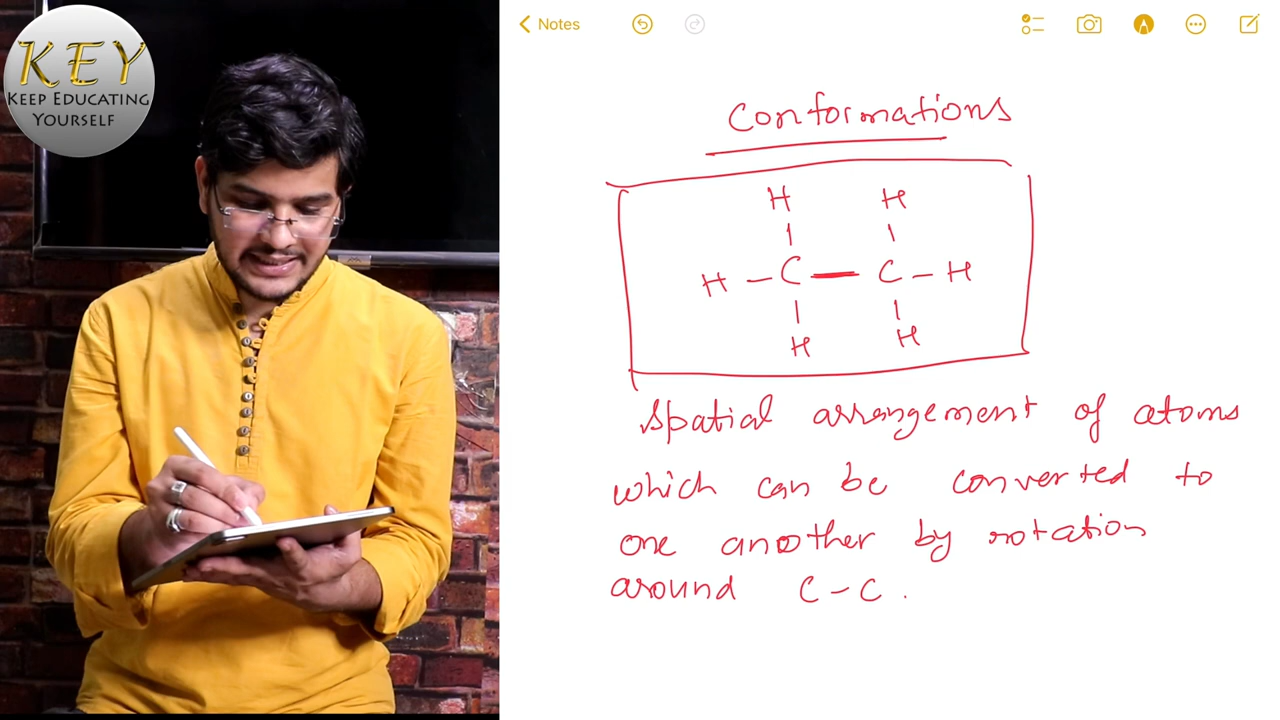 KEY
KEEP EDUCATING
YOURSELF
Notes
Conformations
H H
H – C — C – H
H H
Spatial arrangement of atoms
which can be converted to
one another by rotation
around C – C .